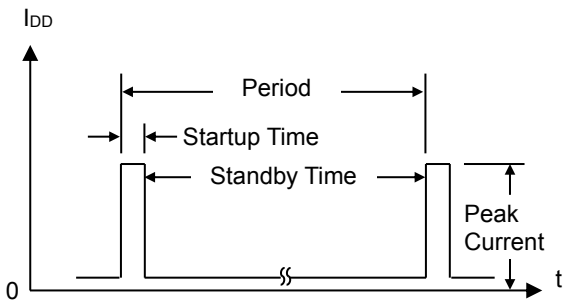 IDD
Period
Startup Time
Standby Time
Peak
Current
0
t